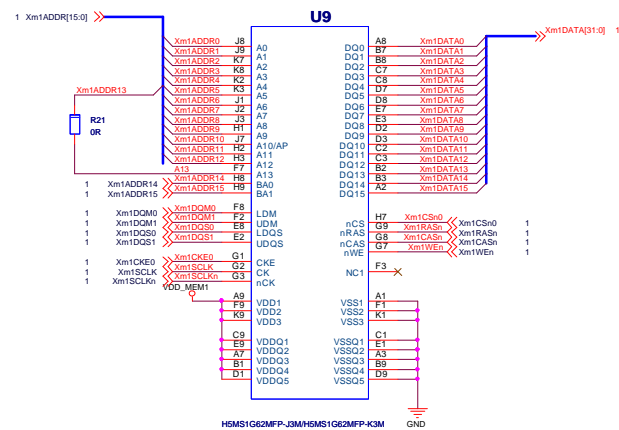 U9
1 Xm1ADDR[15:0]
Xm1DATA[31:0] 1
Xm1ADDR0 J8 A0 DQ0 A8 Xm1DATA0
Xm1ADDR1 J9 A1 DQ1 B7 Xm1DATA1
Xm1ADDR2 K7 A2 DQ2 B8 Xm1DATA2
Xm1ADDR3 K8 A3 DQ3 C7 Xm1DATA3
Xm1ADDR4 K2 A4 DQ4 C8 Xm1DATA4
Xm1ADDR5 K3 A5 DQ5 D7 Xm1DATA5
Xm1ADDR6 J1 A6 DQ6 D8 Xm1DATA6
Xm1ADDR7 J2 A7 DQ7 E7 Xm1DATA7
Xm1ADDR8 J3 A8 DQ8 E3 Xm1DATA8
Xm1ADDR9 H1 A9 DQ9 D2 Xm1DATA9
Xm1ADDR10 J7 A10/AP DQ10 D3 Xm1DATA10
Xm1ADDR11 H2 A11 DQ11 C2 Xm1DATA11
Xm1ADDR12 H3 A12 DQ12 C3 Xm1DATA12
A13 F7 A13 DQ13 B2 Xm1DATA13
1 Xm1ADDR14 Xm1ADDR14 H8 BA0 DQ14 B3 Xm1DATA14
1 Xm1ADDR15 Xm1ADDR15 H9 BA1 DQ15 A2 Xm1DATA15
Xm1ADDR13
R21
0R
1 Xm1DQM0 Xm1DQM0 F8 LDM
1 Xm1DQM1 Xm1DQM1 F2 UDM
1 Xm1DQS0 Xm1DQS0 E8 LDQS
1 Xm1DQS1 Xm1DQS1 E2 UDQS
nCS H7 Xm1CSn0 Xm1CSn0 1
nRAS G9 Xm1RASn Xm1RASn 1
nCAS G8 Xm1CASn Xm1CASn 1
nWE G7 Xm1WEn Xm1WEn 1
1 Xm1CKE0 Xm1CKE0 G1 CKE
1 Xm1SCLK Xm1SCLK G2 CK
1 Xm1SCLKn Xm1SCLKn G3 nCK
NC1 F3
VDD_MEM1
A9 VDD1 VSS1 A1
F9 VDD2 VSS2 F1
K9 VDD3 VSS3 K1
C9 VDDQ1 VSSQ1 C1
E9 VDDQ2 VSSQ2 E1
A7 VDDQ3 VSSQ3 A3
B1 VDDQ4 VSSQ4 B9
D1 VDDQ5 VSSQ5 D9
H5MS1G62MFP-J3M/H5MS1G62MFP-K3M
GND